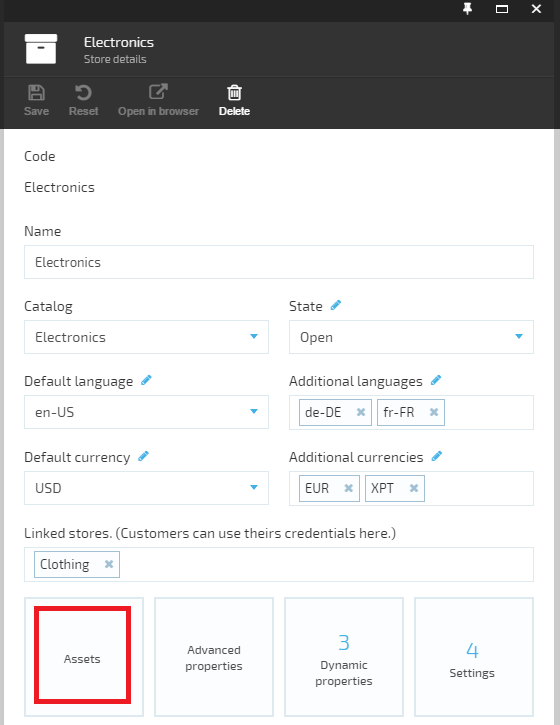 Electronics
Store details
Save Reset Open in browser Delete
Code
Electronics
Name
Electronics
Catalog State
Electronics Open
Default language Additional languages
en-US de-DE fr-FR
Default currency Additional currencies
USD EUR XPT
Linked stores. (Customers can use theirs credentials here.)
Clothing
Assets
Advanced
properties
3
Dynamic
properties
4
Settings